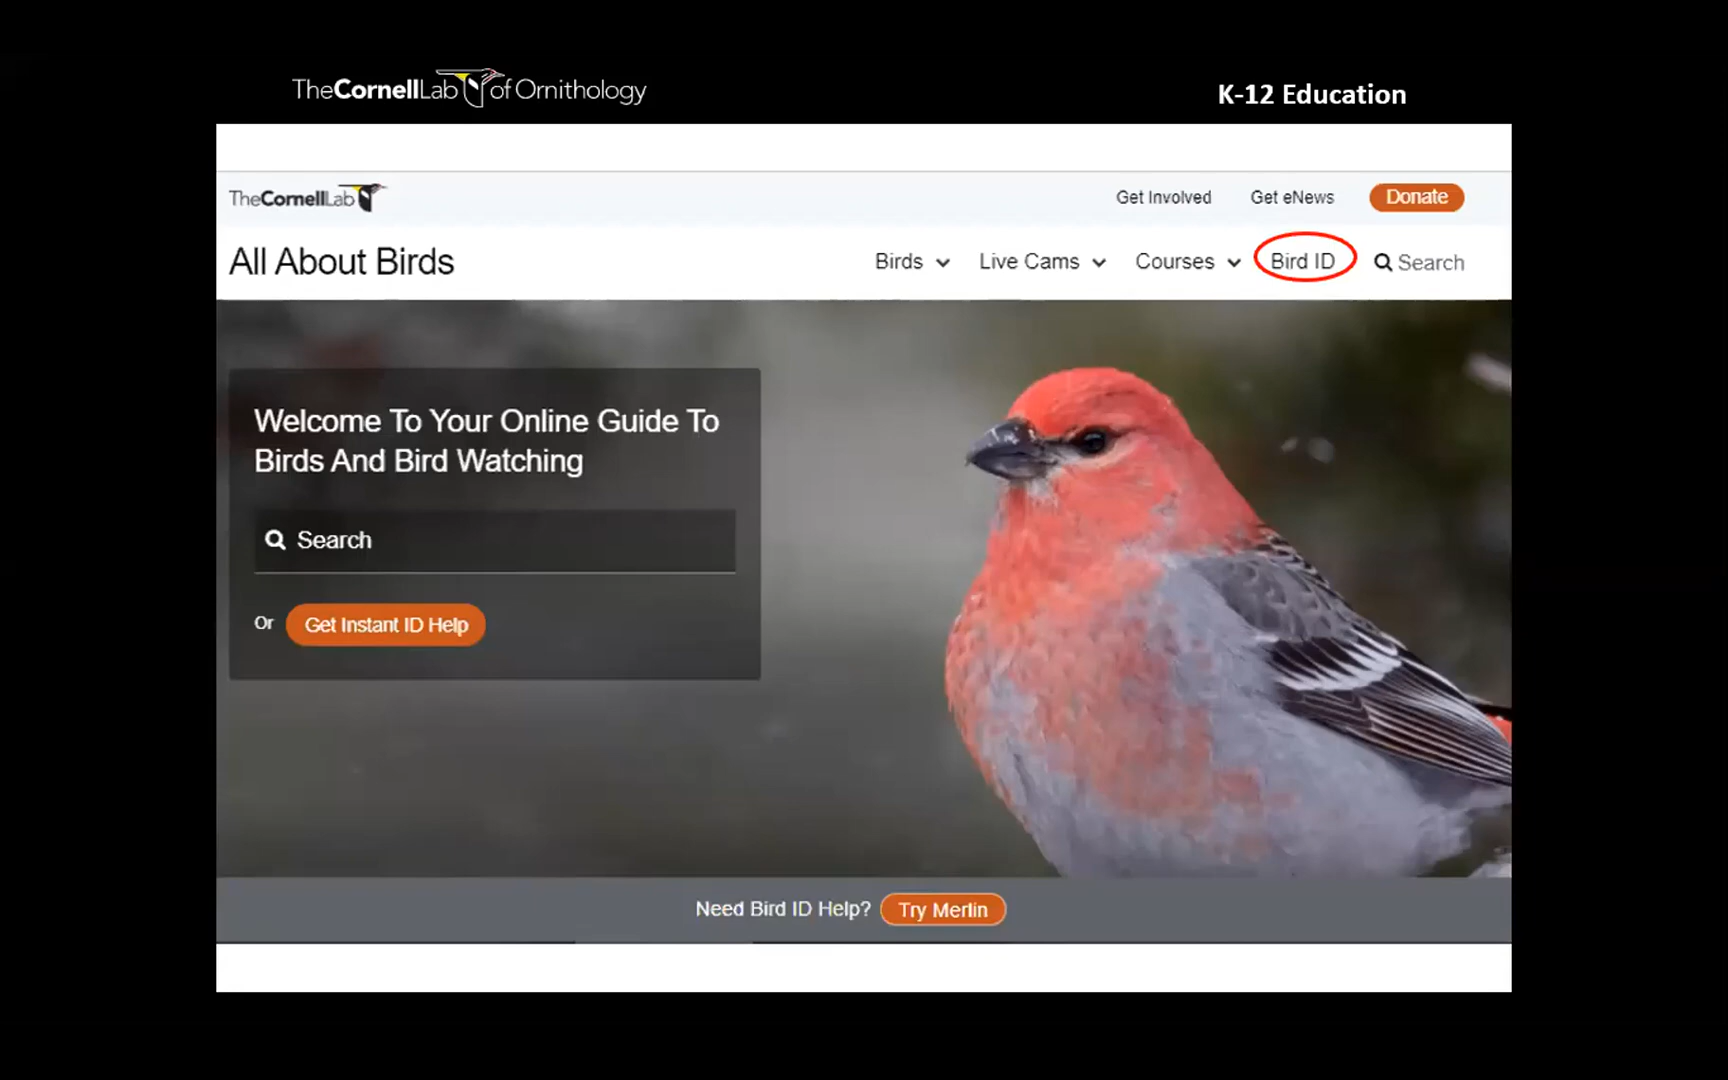 TheCornellLab of Ornithology
K-12 Education
TheCornellLab
Get Involved
Get eNews
Donate
All About Birds
Birds
Live Cams
Courses
Bird ID
Search
Welcome To Your Online Guide To
Birds And Bird Watching
Search
Or
Get Instant ID Help
Need Bird ID Help?
Try Merlin